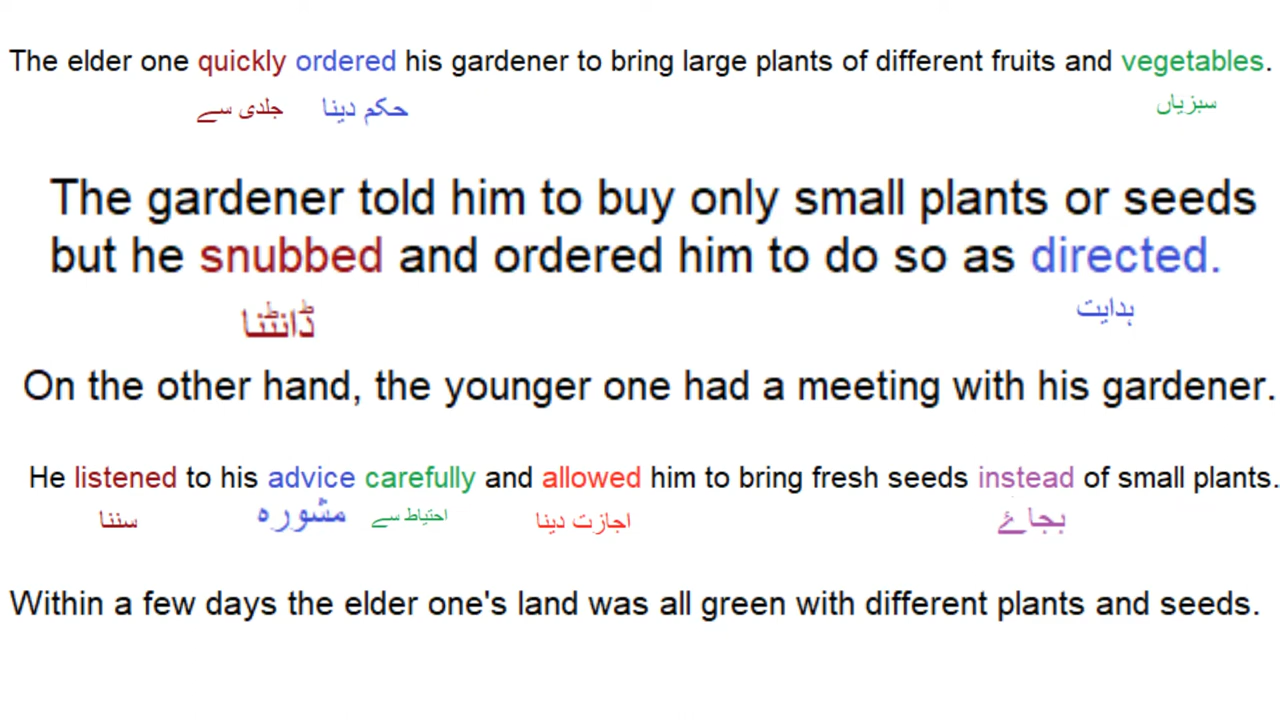 The elder one quickly ordered his gardener to bring large plants of different fruits and vegetables.
جلدی سے حکم دینا سبزیاں
The gardener told him to buy only small plants or seeds
but he snubbed and ordered him to do so as directed.
ڈانٹنا ہدایت
On the other hand, the younger one had a meeting with his gardener.
He listened to his advice carefully and allowed him to bring fresh seeds instead of small plants.
سننا مشورہ احتیاط سے اجازت دینا بجاۓ
Within a few days the elder one's land was all green with different plants and seeds.